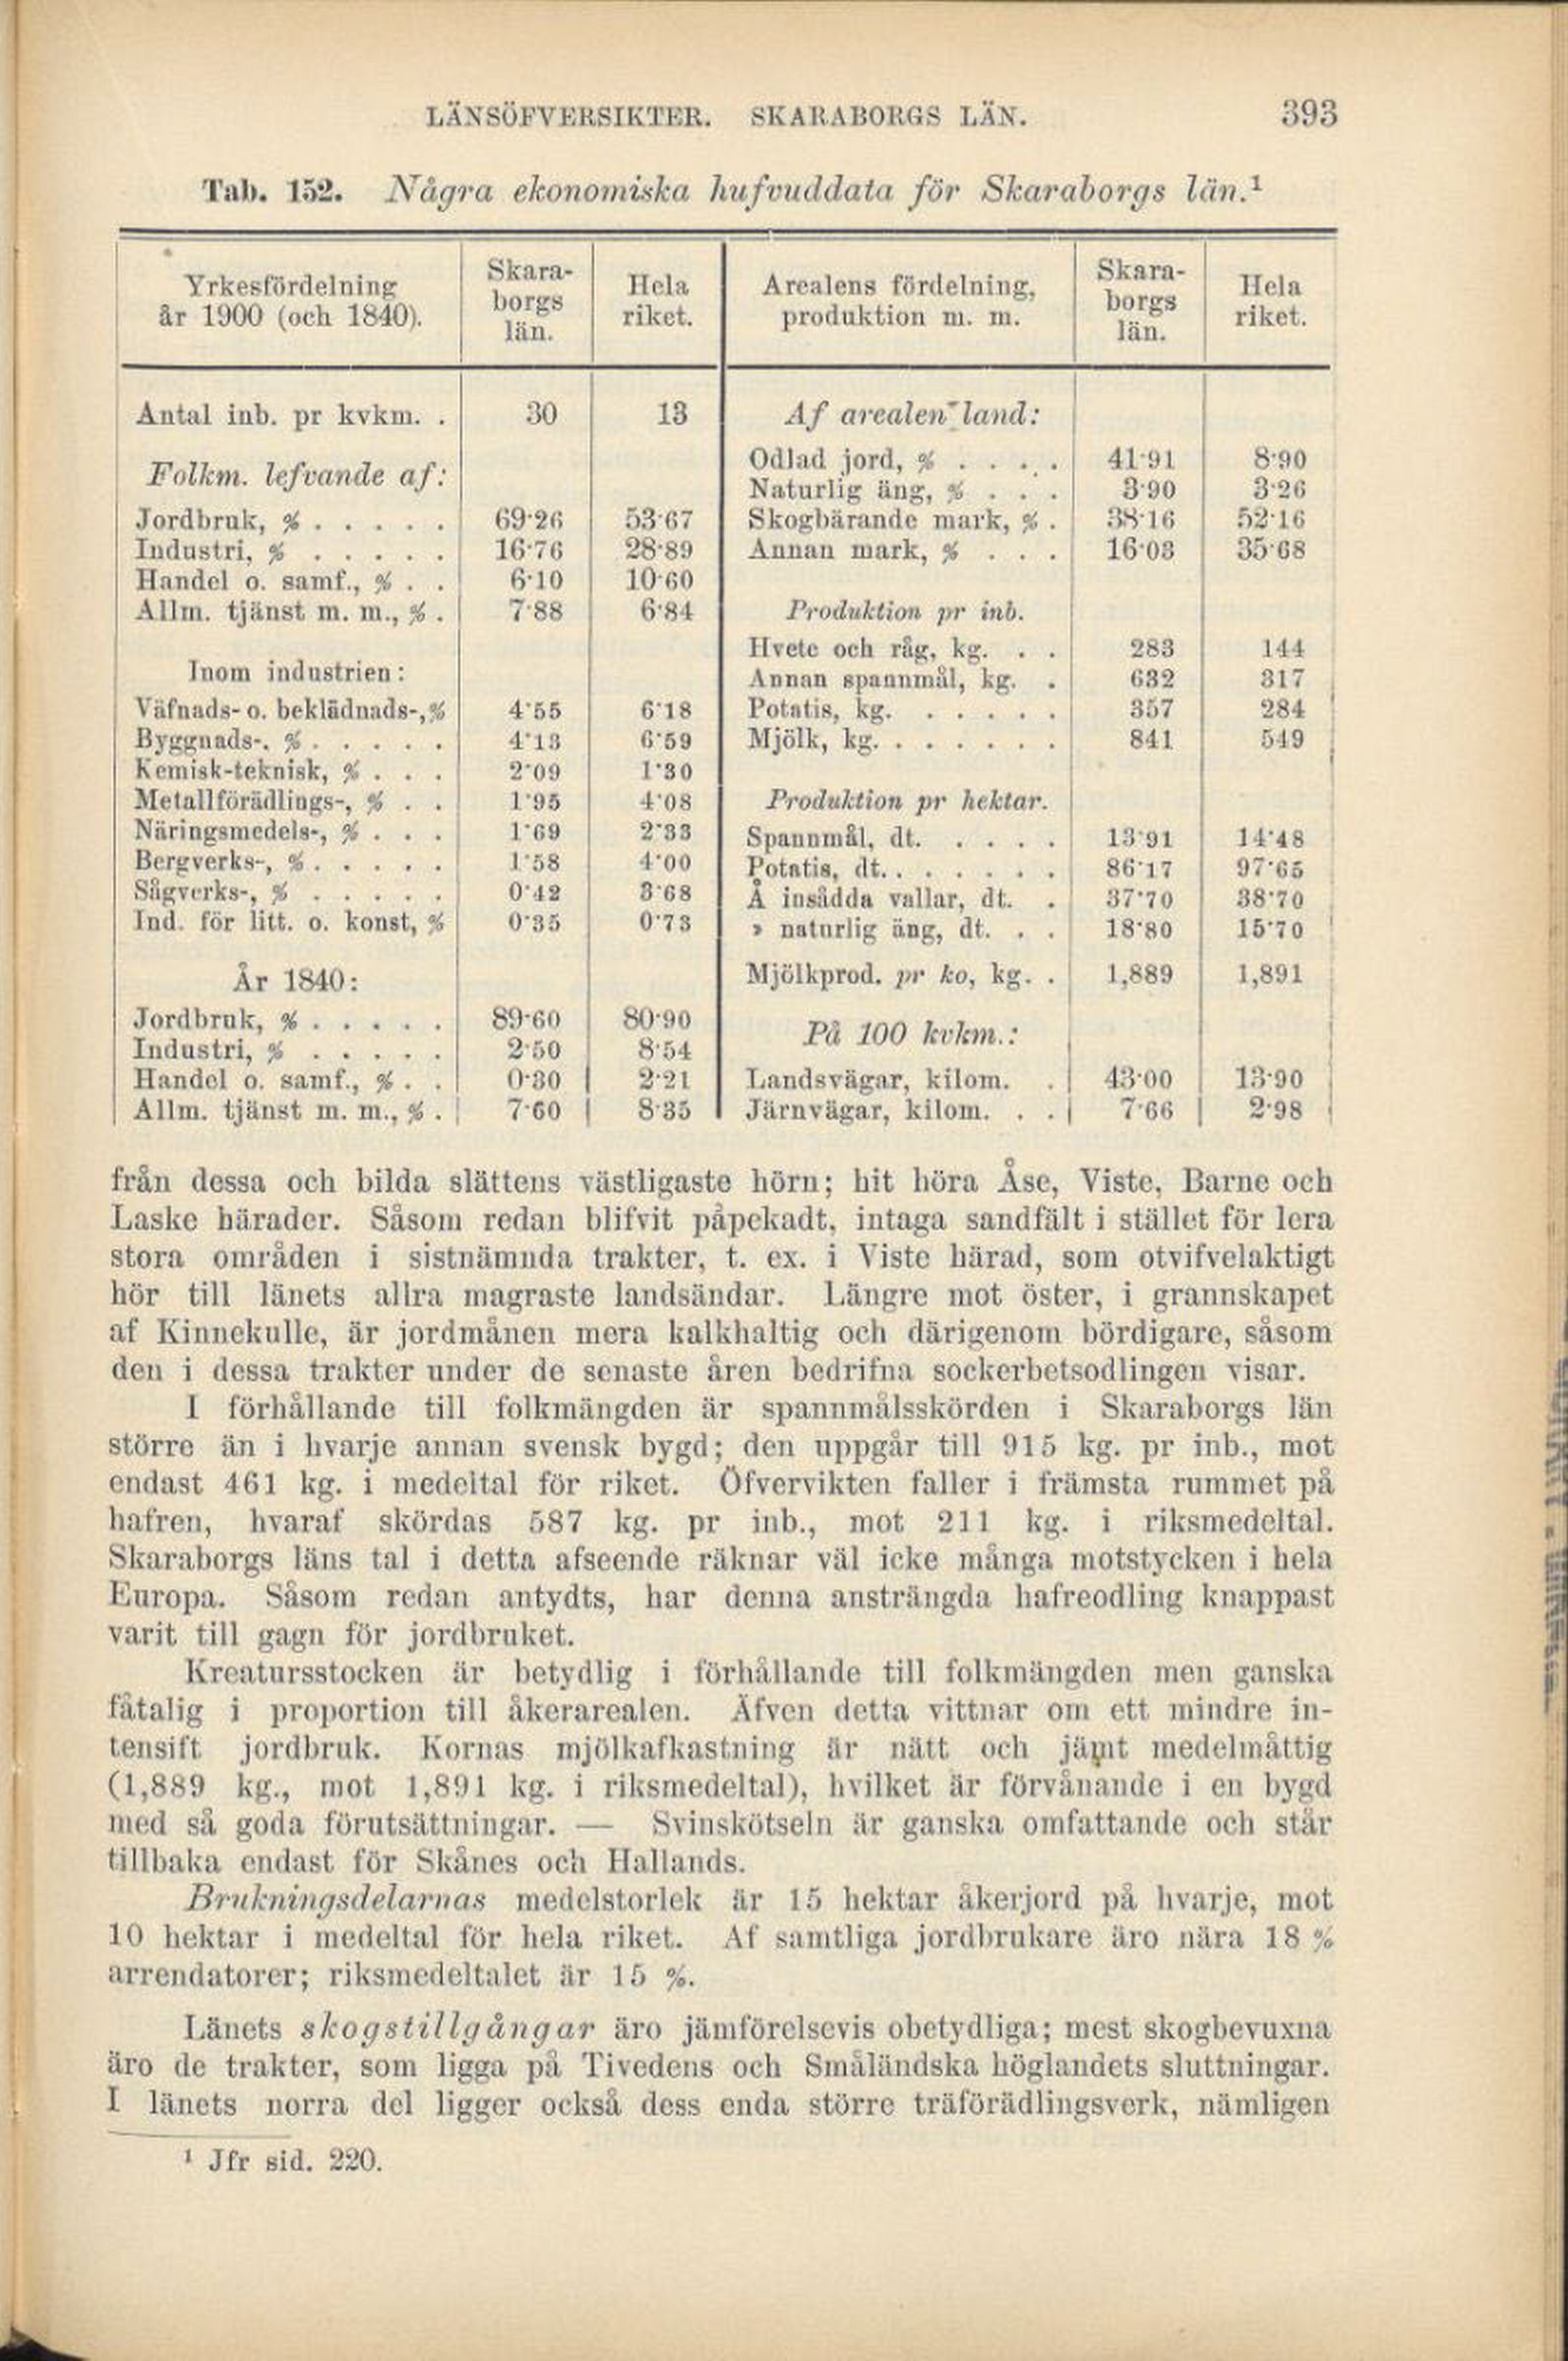 LÄNSÖFVERSIKTER. SKARABORGS LÄN. 393
Tab. 152. Några ekonomiska hufvuddata för Skaraborgs län.¹
Yrkesfördelning år 1900 (och 1840). | Skara-borgs län. | Hela riket. | Arealens fördelning, produktion m. m. | Skara-borgs län. | Hela riket.
Antal inb. pr kvkm. . 30 13
Folkm. lefvande af:
Jordbruk, % . . . . . 69·26 53·67
Industri, % . . . . . 16·76 28·89
Handel o. samf., % . . 6·10 10·60
Allm. tjänst m. m., % . 7·88 6·84
Inom industrien:
Väfnads- o. beklädnads-, % 4·55 6·18
Byggnads-, % . . . . . 4·13 6·59
Kemisk-teknisk, % . . . 2·09 1·30
Metallförädlings-, % . . 1·95 4·08
Näringsmedels-, % . . . 1·69 2·33
Bergverks-, % . . . . . 1·58 4·00
Sågverks-, % . . . . . 0·42 3·68
Ind. för litt. o. konst, % 0·35 0·73
År 1840:
Jordbruk, % . . . . . 89·60 80·90
Industri, % . . . . . 2·50 8·54
Handel o. samf., % . . 0·30 2·21
Allm. tjänst m. m., % . 7·60 8·35
Af arealen land:
Odlad jord, % . . . . 41·91 8·90
Naturlig äng, % . . . 3·90 3·26
Skogbärande mark, % . 38·16 52·16
Annan mark, % . . . 16·03 35·68
Produktion pr inb.
Hvete och råg, kg. . . 283 144
Annan spannmål, kg. . 632 317
Potatis, kg. . . . . . 357 284
Mjölk, kg. . . . . . . 841 549
Produktion pr hektar.
Spannmål, dt. . . . . 13·91 14·48
Potatis, dt. . . . . . . 86·17 97·65
Å insådda vallar, dt. . 37·70 38·70
» naturlig äng, dt. . . 18·80 15·70
Mjölkprod. pr ko, kg. . 1,889 1,891
På 100 kvkm.:
Landsvägar, kilom. . 43·00 13·90
Järnvägar, kilom. . . 7·66 2·98
från dessa och bilda slättens västligaste hörn; hit höra Åse, Viste, Barne och
Laske härader. Såsom redan blifvit påpekadt, intaga sandfält i stället för lera
stora områden i sistnämnda trakter, t. ex. i Viste härad, som otvifvelaktigt
hör till länets allra magraste landsändar. Längre mot öster, i grannskapet
af Kinnekulle, är jordmånen mera kalkhaltig och därigenom bördigare, såsom
den i dessa trakter under de senaste åren bedrifna sockerbetsodlingen visar.
I förhållande till folkmängden är spannmålsskörden i Skaraborgs län
större än i hvarje annan svensk bygd; den uppgår till 915 kg. pr inb., mot
endast 461 kg. i medeltal för riket. Öfvervikten faller i främsta rummet på
hafren, hvaraf skördas 587 kg. pr inb., mot 211 kg. i riksmedeltal.
Skaraborgs läns tal i detta afseende räknar väl icke många motstycken i hela
Europa. Såsom redan antydts, har denna ansträngda hafreodling knappast
varit till gagn för jordbruket.
Kreatursstocken är betydlig i förhållande till folkmängden men ganska
fåtalig i proportion till åkerarealen. Äfven detta vittnar om ett mindre in-
tensift jordbruk. Kornas mjölkafkastning är nätt och jämt medelmåttig
(1,889 kg., mot 1,891 kg. i riksmedeltal), hvilket är förvånande i en bygd
med så goda förutsättningar. — Svinskötseln är ganska omfattande och står
tillbaka endast för Skånes och Hallands.
Brukningsdelarnas medelstorlek är 15 hektar åkerjord på hvarje, mot
10 hektar i medeltal för hela riket. Af samtliga jordbrukare äro nära 18 %
arrendatorer; riksmedeltalet är 15 %.
Länets skogstillgångar äro jämförelsevis obetydliga; mest skogbevuxna
äro de trakter, som ligga på Tivedens och Småländska höglandets sluttningar.
I länets norra del ligger också dess enda större träförädlingsverk, nämligen
¹ Jfr sid. 220.